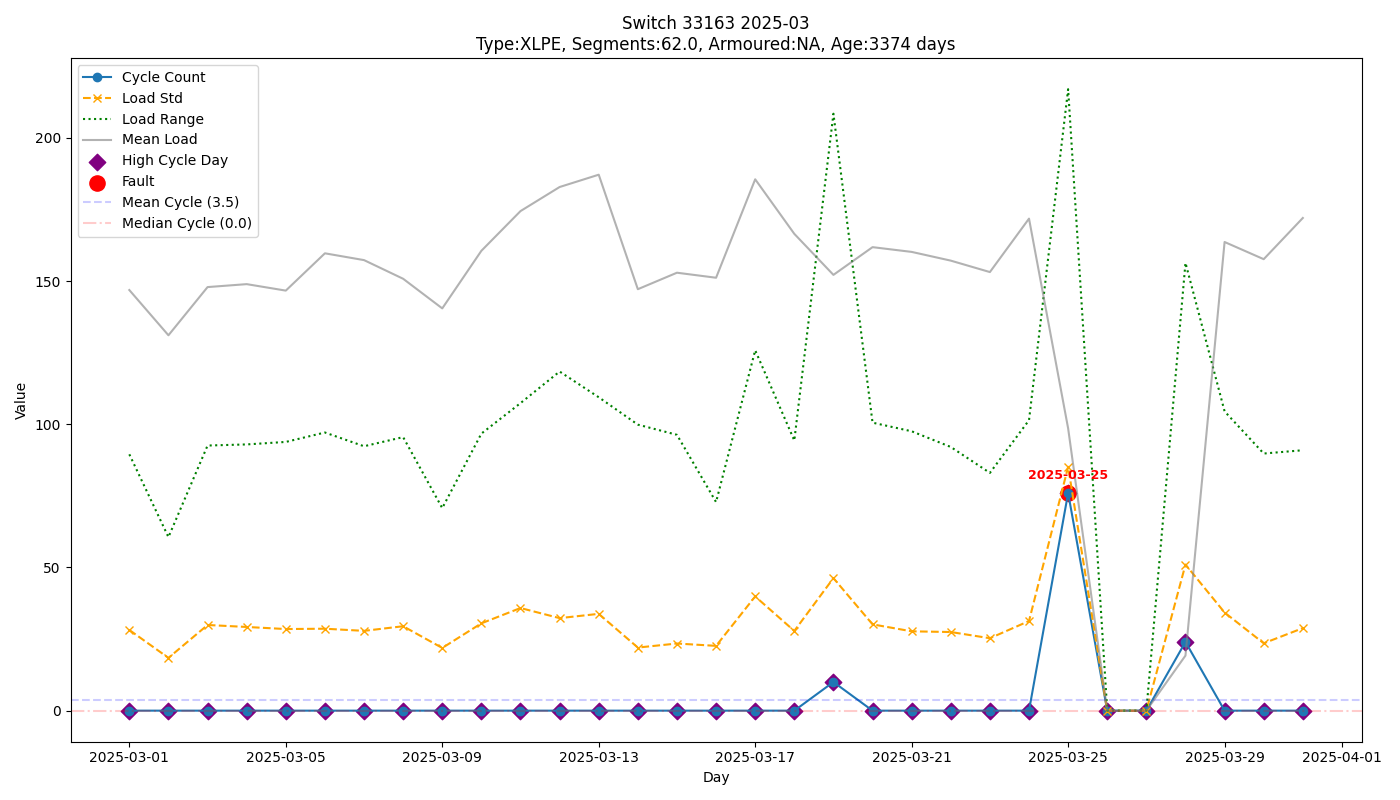 Switch 33163 2025-03
Type:XLPE, Segments:62.0, Armoured:NA, Age:3374 days
Cycle Count
Load Std
Load Range
Mean Load
High Cycle Day
Fault
Mean Cycle (3.5)
Median Cycle (0.0)
Value
200
150
100
50
0
2025-03-25
2025-03-01
2025-03-05
2025-03-09
2025-03-13
2025-03-17
2025-03-21
2025-03-25
2025-03-29
2025-04-01
Day